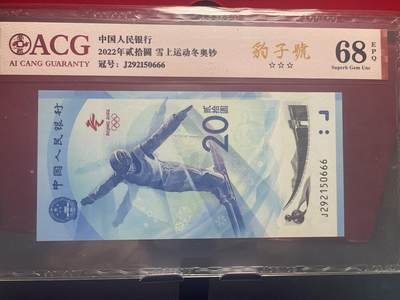 ACG
AI CANG GUARANTY
中国人民银行
2022年贰拾圆 雪上运动冬奥钞
冠号: J292150666
豹子號
☆☆☆
68 EPQ
Superb Gem Unc
中国人民银行
BEIJING 2022
20
贰拾圆
J292150666